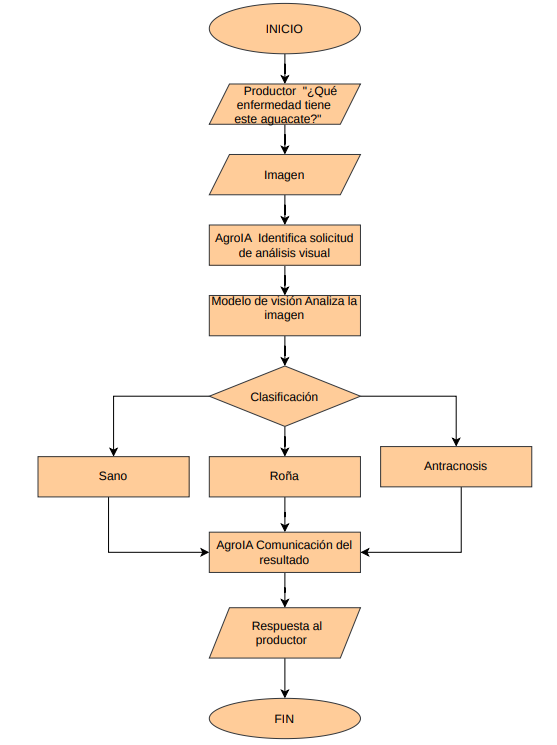 INICIO
Productor "¿Qué
enfermedad tiene
este aguacate?"
Imagen
AgroIA Identifica solicitud
de análisis visual
Modelo de visión Analiza la
imagen
Clasificación
Sano
Roña
Antracnosis
AgroIA Comunicación del
resultado
Respuesta al
productor
FIN